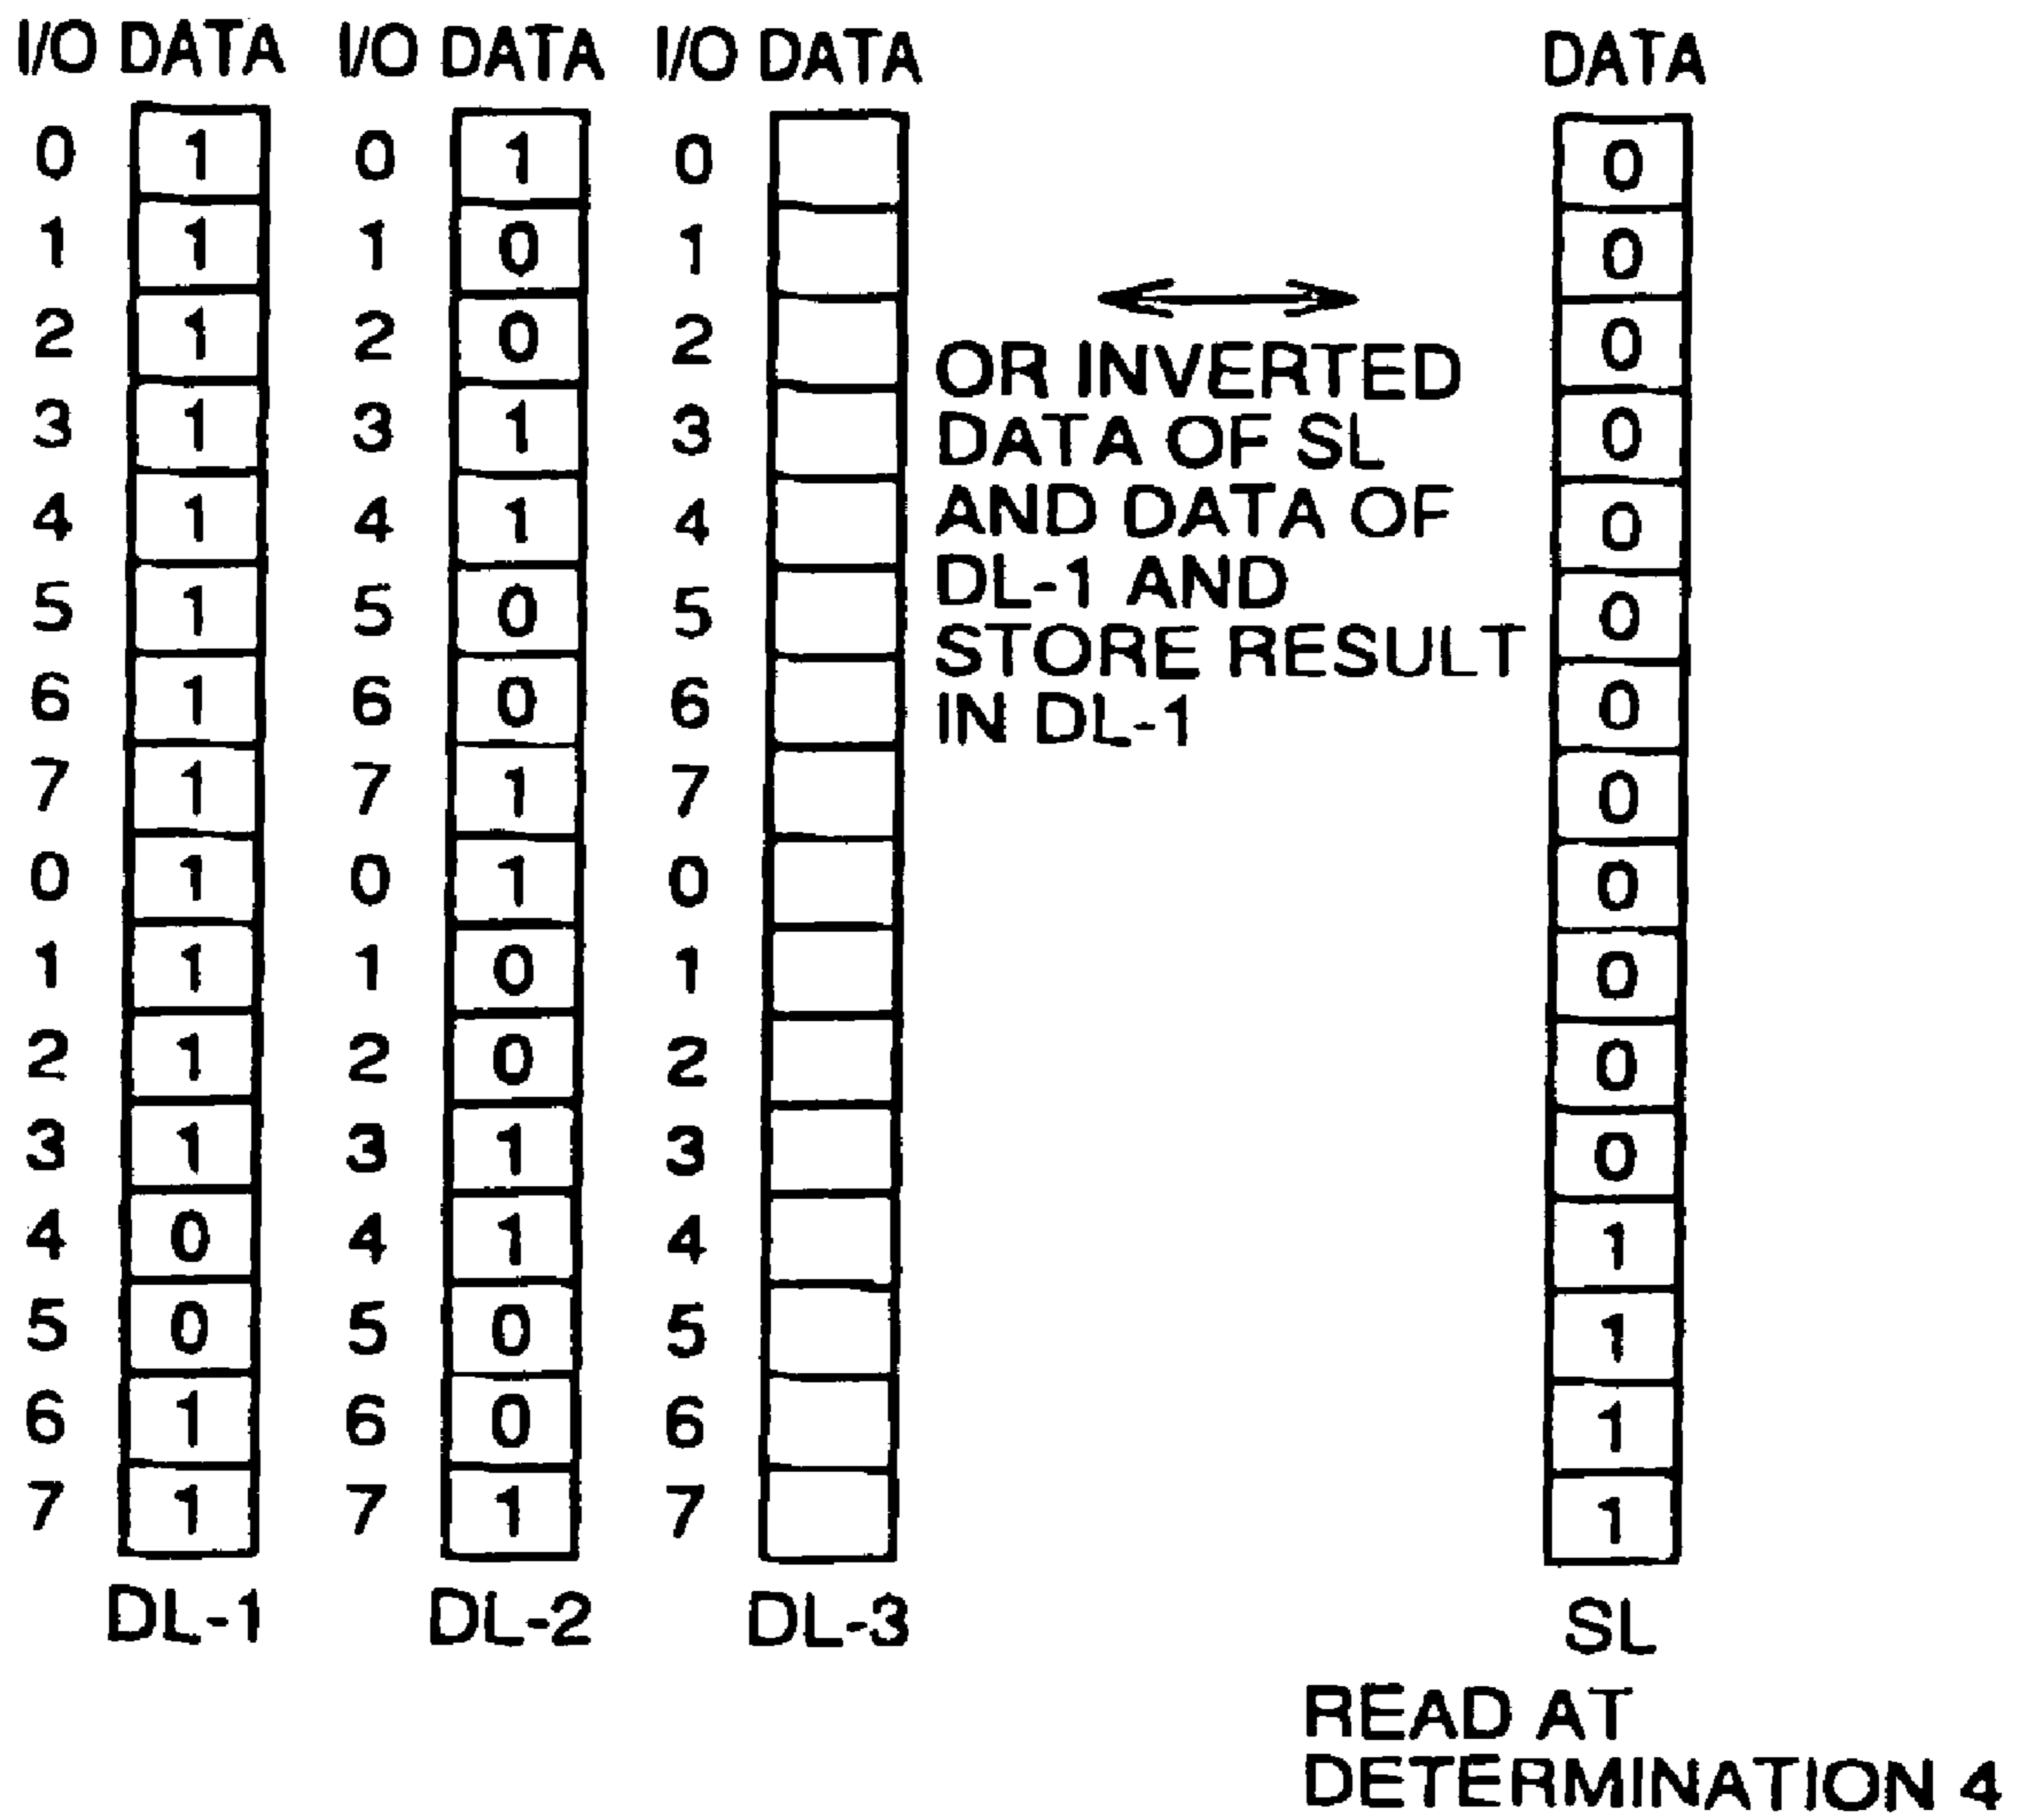 I/O DATA I/O DATA I/O DATA DATA
0 1 0 1 0 0
1 1 1 0 1 0
2 1 2 0 2 0
3 1 3 1 3 0
4 1 4 1 4 0
5 1 5 0 5 0
6 1 6 0 6 0
7 1 7 1 7 0
0 1 0 1 0 0
1 1 1 0 1 0
2 1 2 0 2 0
3 1 3 1 3 0
4 0 4 1 4 1
5 0 5 0 5 1
6 1 6 0 6 1
7 1 7 1 7 1
OR INVERTED
DATA OF SL
AND DATA OF
DL-1 AND
STORE RESULT
IN DL-1
DL-1 DL-2 DL-3 SL
READ AT
DETERMINATION 4